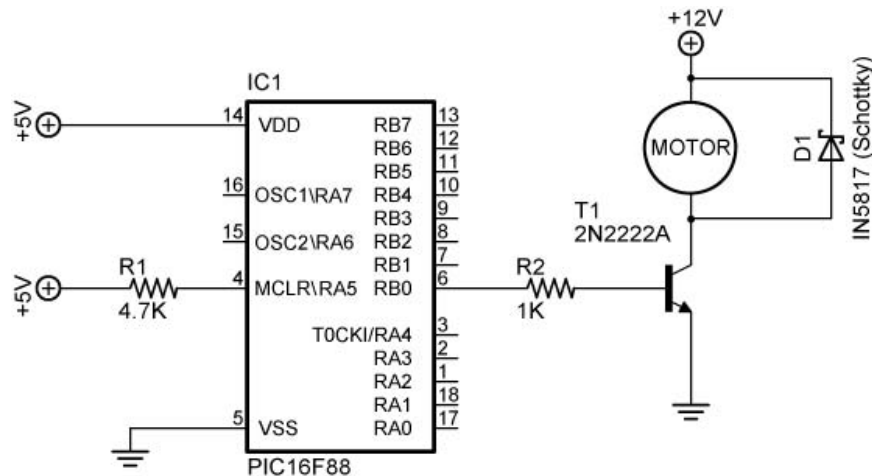 +12V
IC1
+5V
14
VDD
RB7
13
RB6
12
RB5
11
16
OSC1\RA7
RB4
10
RB3
9
15
OSC2\RA6
RB2
8
RB1
7
+5V
R1
4.7K
4
MCLR\RA5
RB0
6
R2
1K
T0CKI/RA4
3
RA3
2
RA2
1
RA1
18
5
VSS
RA0
17
PIC16F88
MOTOR
T1
2N2222A
D1
IN5817 (Schottky)